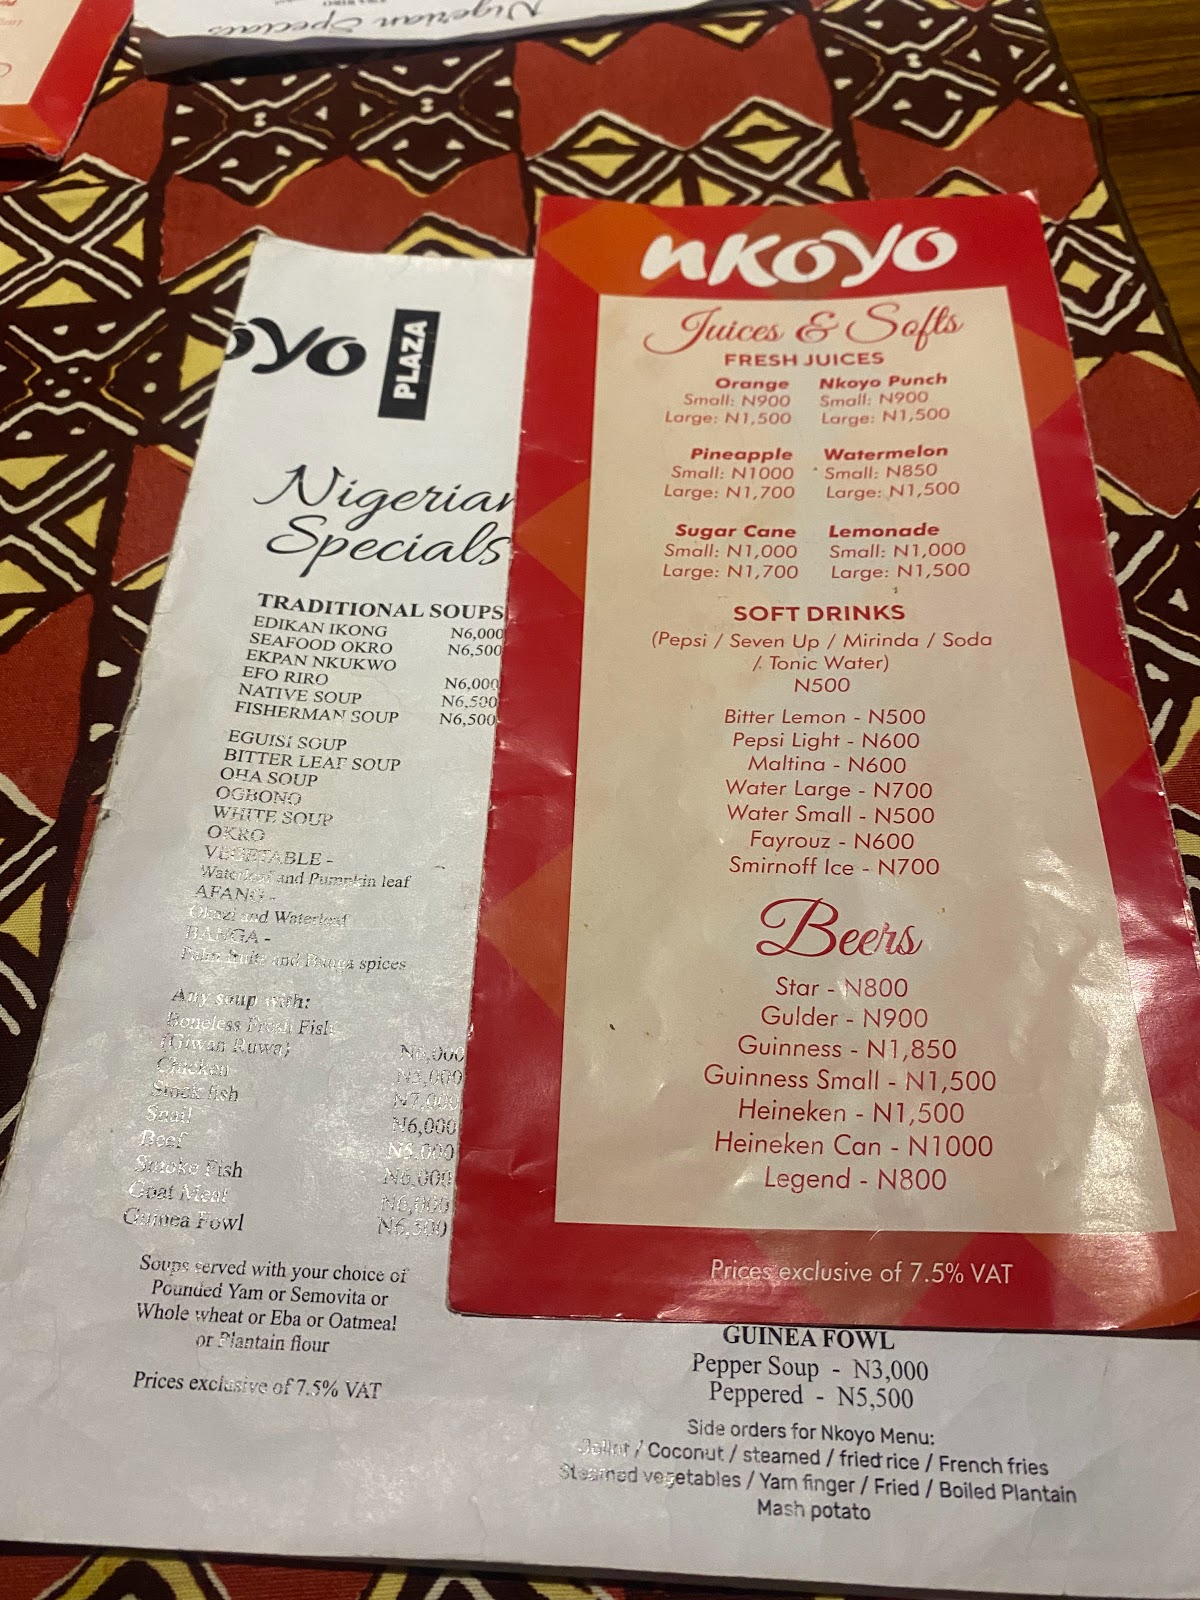 Nigerian Specials
oyo PLAZA
Nigerian
Specials
TRADITIONAL SOUPS
EDIKAN IKONG N6,000
SEAFOOD OKRO N6,500
EKPAN NKUKWO
EFO RIRO N6,000
NATIVE SOUP N6,500
FISHERMAN SOUP N6,500
EGUISI SOUP
BITTER LEAF SOUP
OHA SOUP
OGBONO
WHITE SOUP
OKRO
VEGETABLE -
Waterleaf and Pumpkin leaf
AFANG -
Okazi and Waterleaf
BANGA -
Palm fruits and Banga spices
Any soup with:
Boneless Fresh Fish
(Giwan Ruwa)
Chicken N5,000
Stock fish N7,000
Snail N6,000
Beef N5,000
Smoke Fish N6,000
Goat Meat N6,000
Guinea Fowl N6,500
Soups served with your choice of
Pounded Yam or Semovita or
Whole wheat or Eba or Oatmeal
or Plantain flour
Prices exclusive of 7.5% VAT
nkoyo
Juices & Softs
FRESH JUICES
Orange Nkoyo Punch
Small: N900 Small: N900
Large: N1,500 Large: N1,500
Pineapple Watermelon
Small: N1000 Small: N850
Large: N1,700 Large: N1,500
Sugar Cane Lemonade
Small: N1,000 Small: N1,000
Large: N1,700 Large: N1,500
SOFT DRINKS
(Pepsi / Seven Up / Mirinda / Soda
/ Tonic Water)
N500
Bitter Lemon - N500
Pepsi Light - N600
Maltina - N600
Water Large - N700
Water Small - N500
Fayrouz - N600
Smirnoff Ice - N700
Beers
Star - N800
Gulder - N900
Guinness - N1,850
Guinness Small - N1,500
Heineken - N1,500
Heineken Can - N1000
Legend - N800
Prices exclusive of 7.5% VAT
GUINEA FOWL
Pepper Soup - N3,000
Peppered - N5,500
Side orders for Nkoyo Menu:
/ Coconut / steamed / fried rice / French fries
Steamed vegetables / Yam finger / Fried / Boiled Plantain
Mash potato